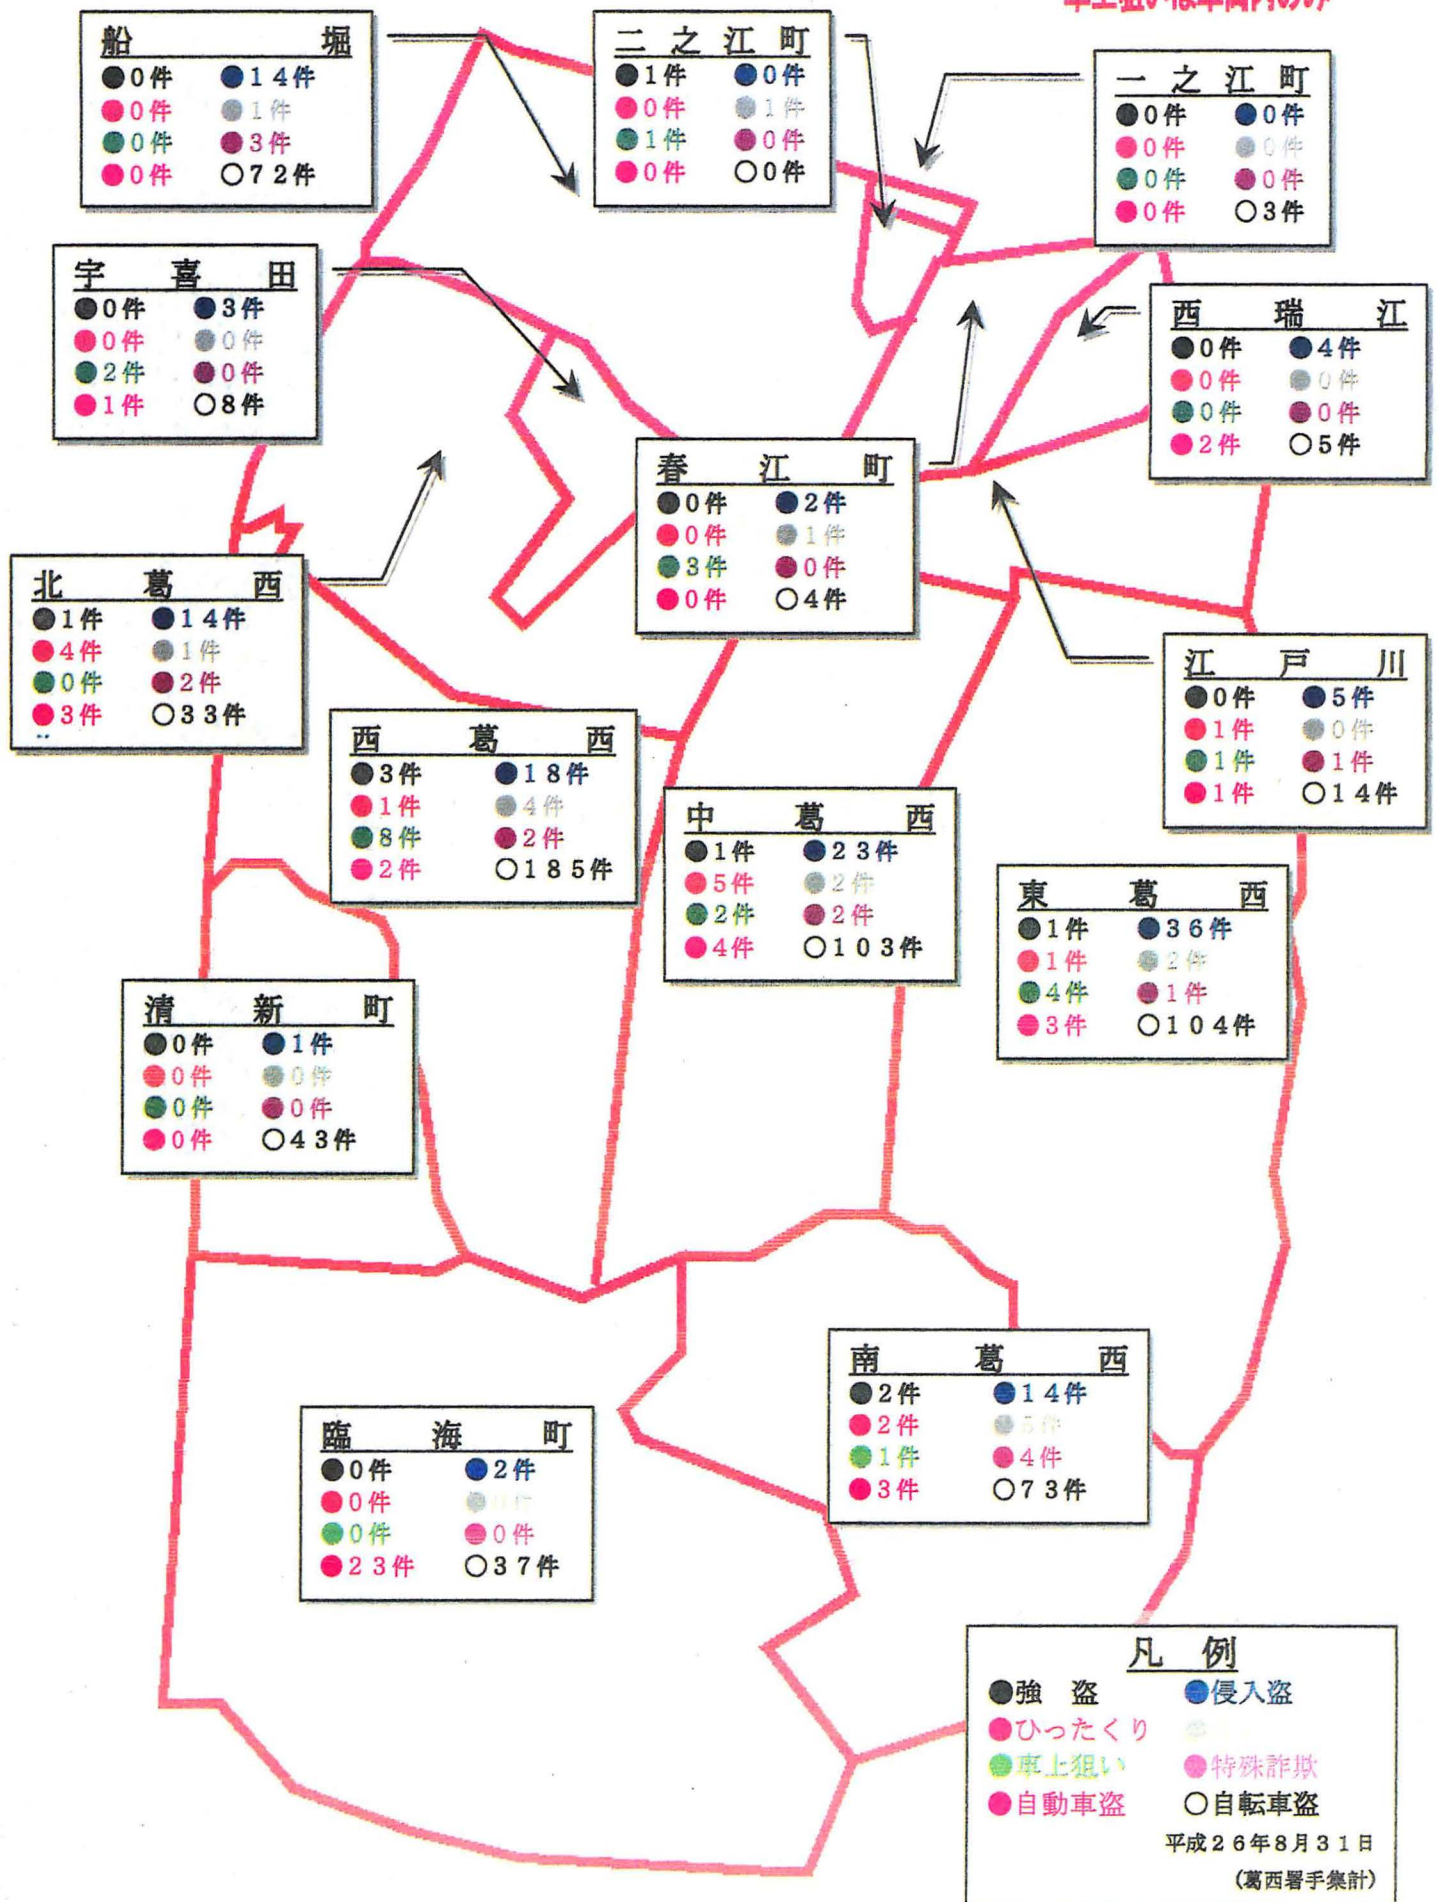 船堀
●0件 ●14件
●0件 ●1件
●0件 ●3件
●0件 ○72件
二之江町
●1件 ●0件
●0件 ●1件
●1件 ●0件
●0件 ○0件
一之江町
●0件 ●0件
●0件 ●0件
●0件 ●0件
●0件 ○3件
宇喜田
●0件 ●3件
●0件 ●0件
●2件 ●0件
●1件 ○8件
西瑞江
●0件 ●4件
●0件 ●0件
●0件 ●0件
●2件 ○5件
春江町
●0件 ●2件
●0件 ●1件
●3件 ●0件
●0件 ○4件
北葛西
●1件 ●14件
●4件 ●1件
●0件 ●2件
●3件 ○33件
江戸川
●0件 ●5件
●1件 ●0件
●1件 ●1件
●1件 ○14件
西葛西
●3件 ●18件
●1件 ●4件
●8件 ●2件
●2件 ○185件
中葛西
●1件 ●23件
●5件 ●2件
●2件 ●2件
●4件 ○103件
東葛西
●1件 ●36件
●1件 ●2件
●4件 ●1件
●3件 ○104件
清新町
●0件 ●1件
●0件 ●0件
●0件 ●0件
●0件 ○43件
南葛西
●2件 ●14件
●2件 ●件
●1件 ●4件
●3件 ○73件
臨海町
●0件 ●2件
●0件 ●
●0件 ●0件
●23件 ○37件
凡例
●強盗 ●侵入盗
●ひったくり ●
●車上狙い ●特殊詐欺
●自動車盗 ○自転車盗
平成26年8月31日
(葛西署手集計)